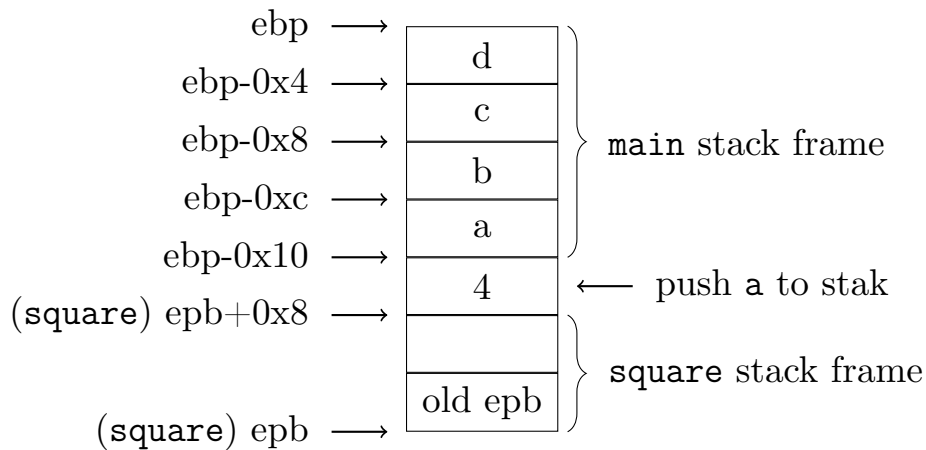 ebp
d
ebp-0x4
c
ebp-0x8
main stack frame
b
ebp-0xc
a
ebp-0x10
4
push a to stak
(square) epb+0x8
square stack frame
old epb
(square) epb